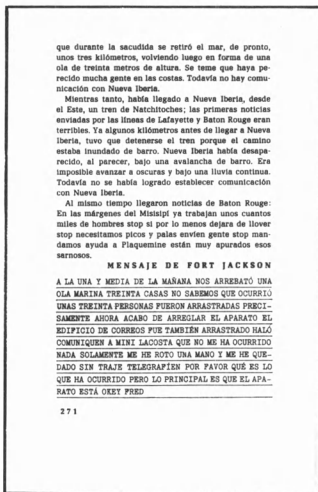 que durante la sacudida se retiró el mar, de pronto,
unos tres kilómetros, volviendo luego en forma de una
ola de treinta metros de altura. Se teme que haya pe-
recido mucha gente en las costas. Todavía no hay comu-
nicación con Nueva Iberia.
Mientras tanto, había llegado a Nueva Iberia, desde
el Este, un tren de Natchitoches; las primeras noticias
enviadas por las líneas de Lafayette y Baton Rouge eran
terribles. Ya algunos kilómetros antes de llegar a Nueva
Iberia, tuvo que detenerse el tren porque el camino
estaba inundado de barro. Nueva Iberia había desapa-
recido, al parecer, bajo una avalancha de barro. Era
imposible avanzar a oscuras y bajo una lluvia continua.
Todavía no se había logrado establecer comunicación
con Nueva Iberia.
Al mismo tiempo llegaron noticias de Baton Rouge:
En las márgenes del Misisipí ya trabajan unos cuantos
miles de hombres stop si por lo menos dejara de llover
stop necesitamos picos y palas envíen gente stop man-
damos ayuda a Plaquemine están muy apurados esos
sarnosos.
MENSAJE DE FORT JACKSON
A LA UNA Y MEDIA DE LA MAÑANA NOS ARREBATÓ UNA
OLA MARINA TREINTA CASAS NO SABEMOS QUE OCURRIÓ
UNAS TREINTA PERSONAS FUERON ARRASTRADAS PRECI-
SAMENTE AHORA ACABO DE ARREGLAR EL APARATO EL
EDIFICIO DE CORREOS FUE TAMBIÉN ARRASTRADO HALÓ
COMUNIQUEN A MINI LACOSTA QUE NO ME HA OCURRIDO
NADA SOLAMENTE ME HE ROTO UNA MANO Y ME HE QUE-
DADO SIN TRAJE TELEGRAFÍEN POR FAVOR QUÉ ES LO
QUE HA OCURRIDO PERO LO PRINCIPAL ES QUE EL APA-
RATO ESTÁ OKEY FRED
271